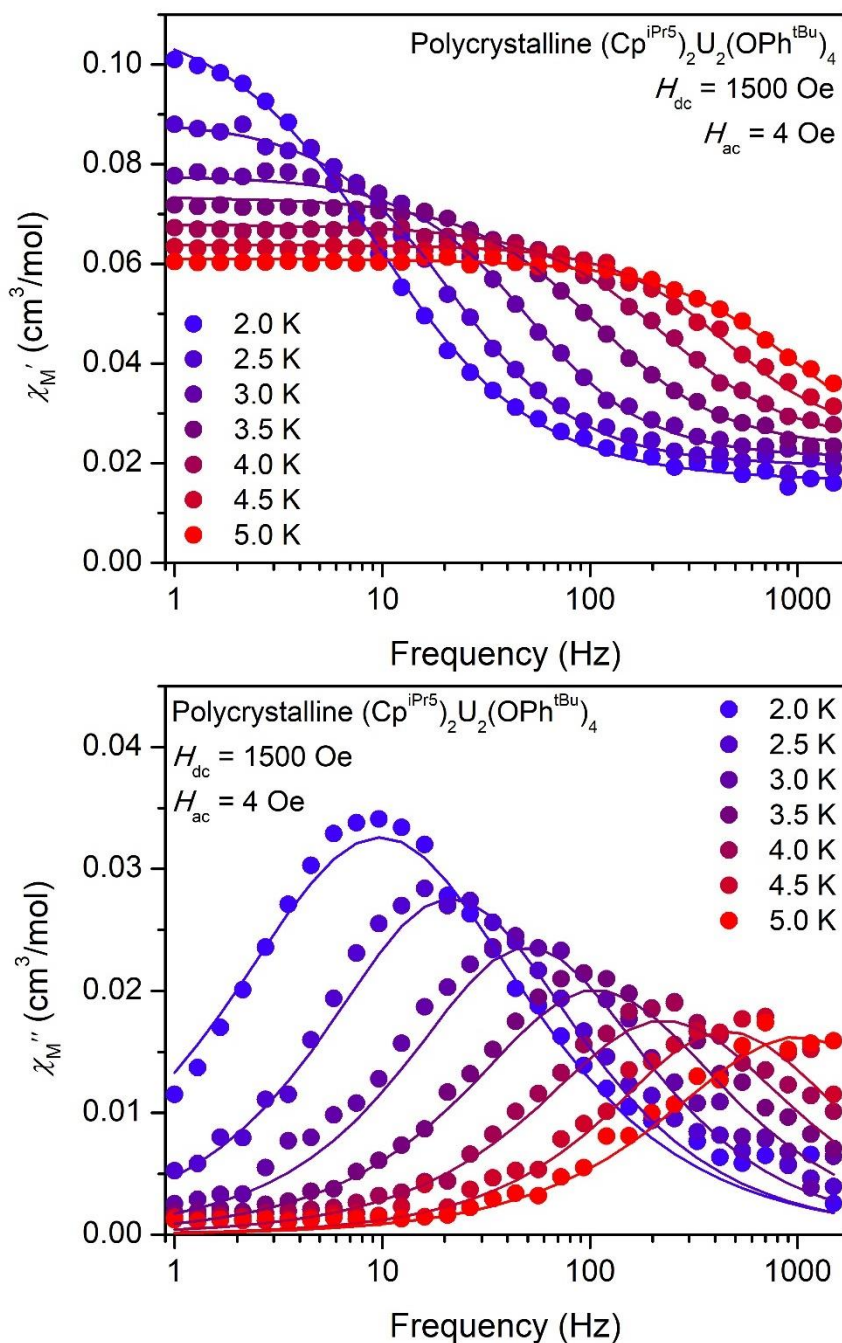 Polycrystalline (Cp^iPr5)₂U₂(OPh^tBu)₄
H_dc = 1500 Oe
H_ac = 4 Oe
χ_M′ (cm³/mol)
0.10
0.08
0.06
0.04
0.02
0.00
2.0 K
2.5 K
3.0 K
3.5 K
4.0 K
4.5 K
5.0 K
1 10 100 1000
Frequency (Hz)
Polycrystalline (Cp^iPr5)₂U₂(OPh^tBu)₄
H_dc = 1500 Oe
H_ac = 4 Oe
2.0 K
2.5 K
3.0 K
3.5 K
4.0 K
4.5 K
5.0 K
χ_M″ (cm³/mol)
0.04
0.03
0.02
0.01
0.00
1 10 100 1000
Frequency (Hz)